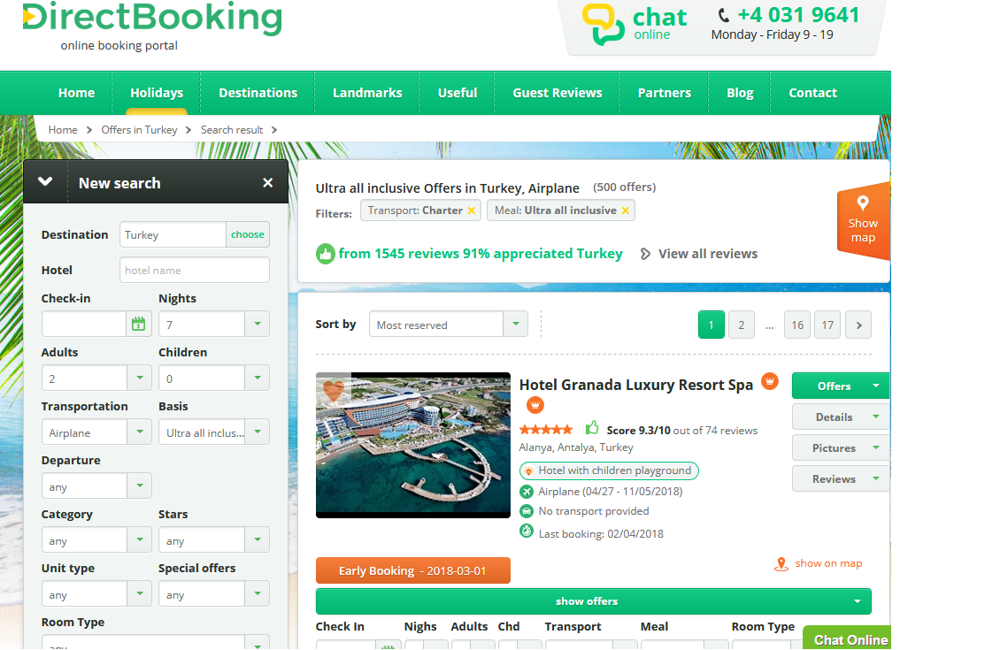 DirectBooking
online booking portal
chat
online
+4 031 9641
Monday - Friday 9 - 19
Home
Holidays
Destinations
Landmarks
Useful
Guest Reviews
Partners
Blog
Contact
Home
Offers in Turkey
Search result
New search
×
Destination
Turkey
choose
Hotel
hotel name
Check-in
Nights
3
7
Adults
Children
2
0
Transportation
Basis
Airplane
Ultra all inclus...
Departure
any
Category
Stars
any
any
Unit type
Special offers
any
any
Room Type
any
Ultra all inclusive Offers in Turkey, Airplane (500 offers)
Filters:
Transport: Charter ×
Meal: Ultra all inclusive ×
from 1545 reviews 91% appreciated Turkey
View all reviews
Show
map
Sort by
Most reserved
1
2
...
16
17
Hotel Granada Luxury Resort Spa
Score 9.3/10 out of 74 reviews
Alanya, Antalya, Turkey
Hotel with children playground
Airplane (04/27 - 11/05/2018)
No transport provided
Last booking: 02/04/2018
Offers
Details
Pictures
Reviews
Early Booking - 2018-03-01
show on map
show offers
Check In
Nighs
Adults
Chd
Transport
Meal
Room Type
Chat Online